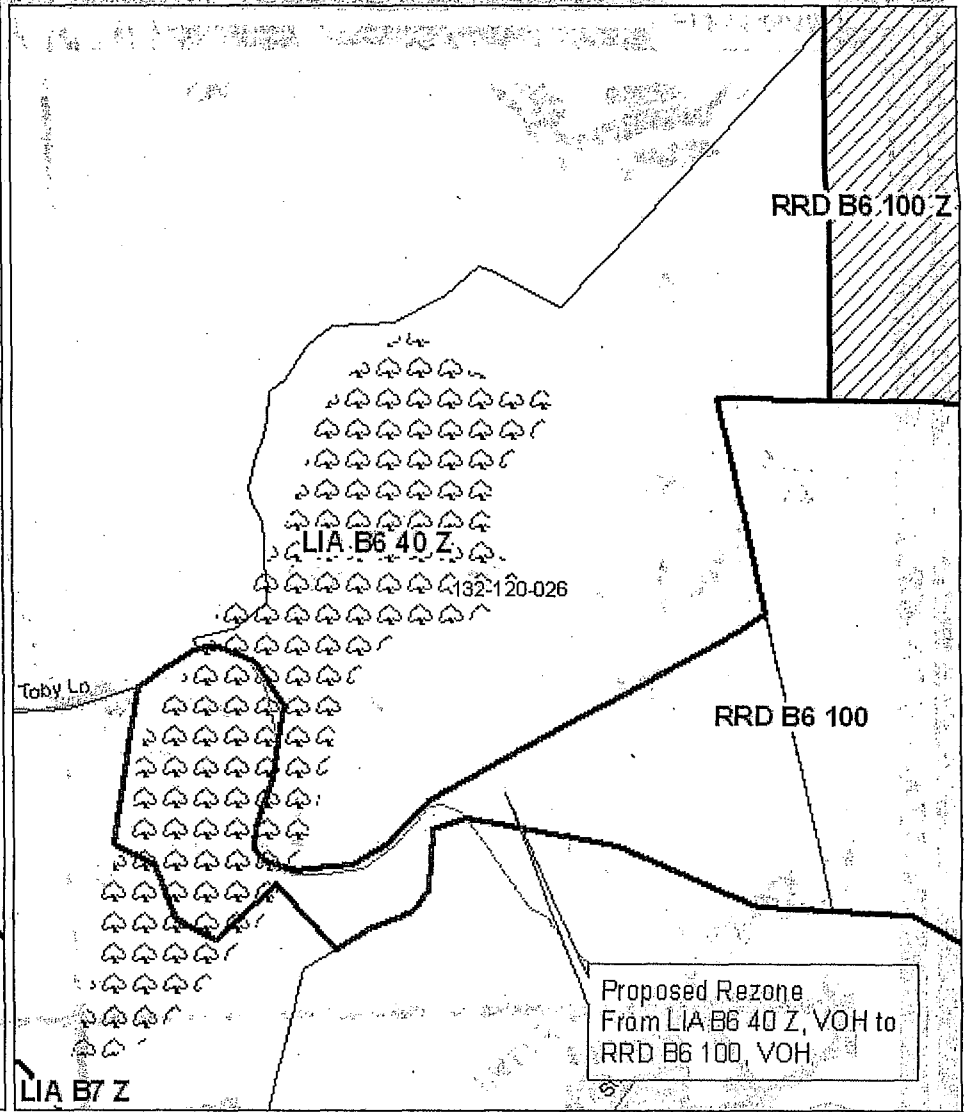 RRD B6 100 Z
LIA B6 40 Z
132-120-026
Toby Ln
RRD B6 100
Proposed Rezone
From LIA B6 40 Z, VOH to
RRD B6 100, VOH
LIA B7 Z